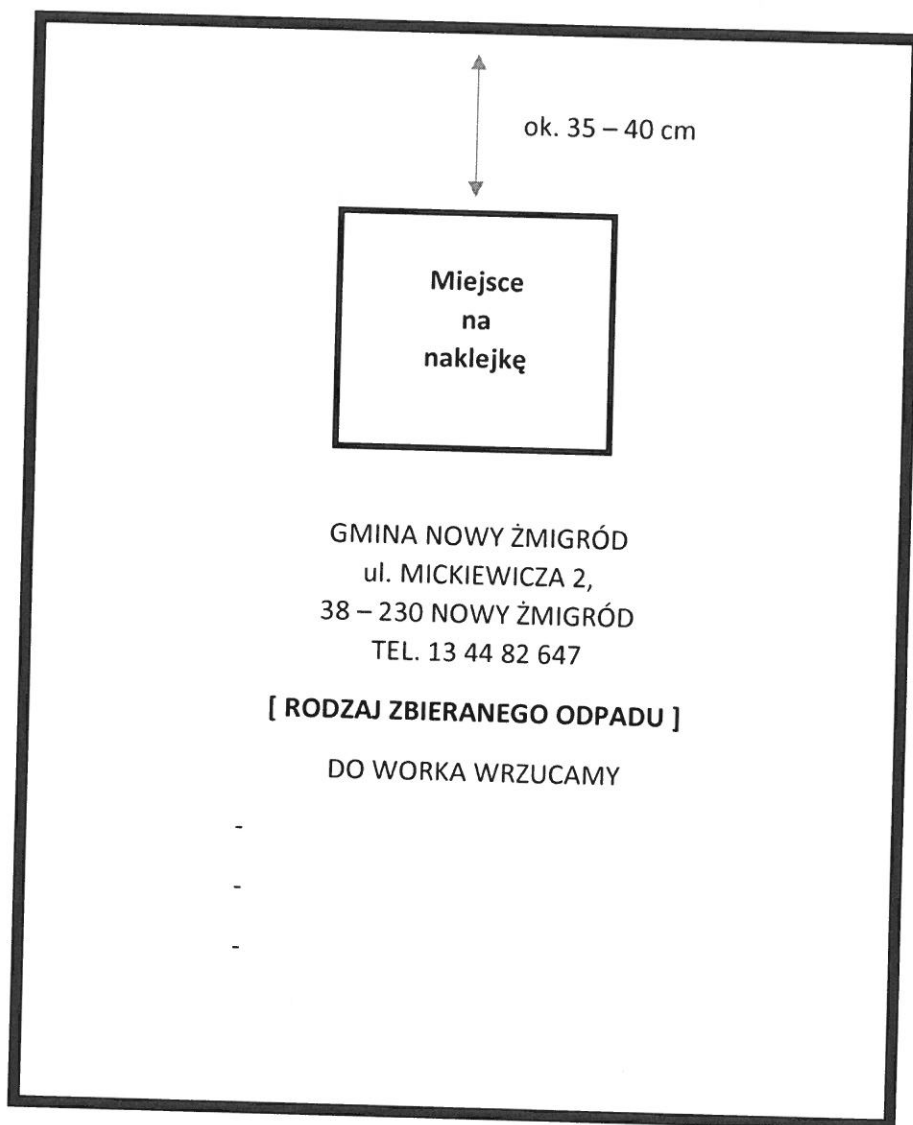 ok. 35 – 40 cm
Miejsce
na
naklejkę
GMINA NOWY ŻMIGRÓD
ul. MICKIEWICZA 2,
38 – 230 NOWY ŻMIGRÓD
TEL. 13 44 82 647
[ RODZAJ ZBIERANEGO ODPADU ]
DO WORKA WRZUCAMY
-
-
-